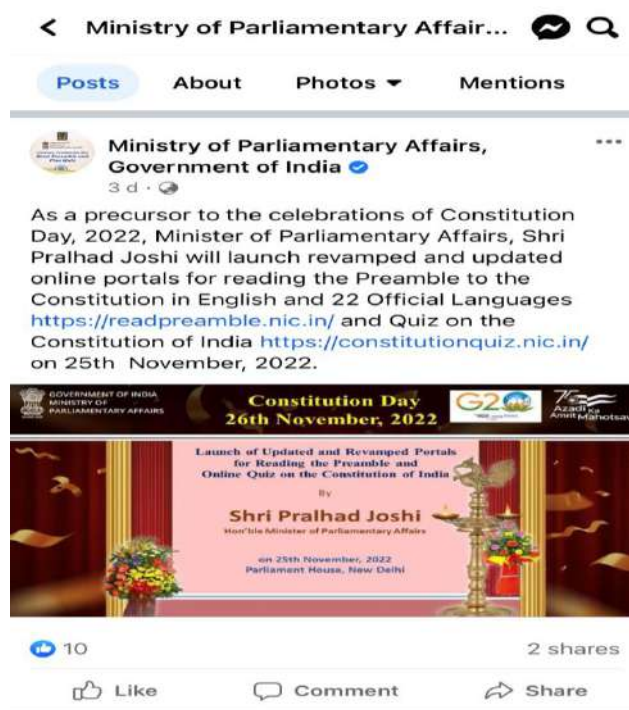 Ministry of Parliamentary Affair...
Posts About Photos Mentions
Ministry of Parliamentary Affairs,
Government of India
3 d
As a precursor to the celebrations of Constitution
Day, 2022, Minister of Parliamentary Affairs, Shri
Pralhad Joshi will launch revamped and updated
online portals for reading the Preamble to the
Constitution in English and 22 Official Languages
https://readpreamble.nic.in/ and Quiz on the
Constitution of India https://constitutionquiz.nic.in/
on 25th November, 2022.
GOVERNMENT OF INDIA
MINISTRY OF
PARLIAMENTARY AFFAIRS
Constitution Day
26th November, 2022
G20
Azadi Ka
Amrit Mahotsav
Launch of Updated and Revamped Portals
for Reading the Preamble and
Online Quiz on the Constitution of India
By
Shri Pralhad Joshi
Hon'ble Minister of Parliamentary Affairs
on 25th November, 2022
Parliament House, New Delhi
10 2 shares
Like Comment Share